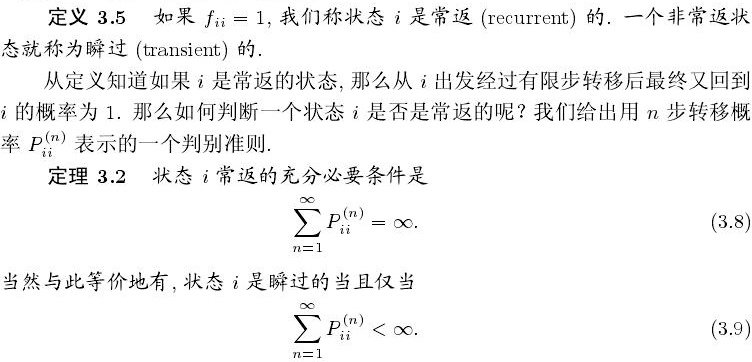 定义 3.5 如果 $f_{ii} = 1$, 我们称状态 $i$ 是常返 (recurrent) 的. 一个非常返状
态就称为瞬过 (transient) 的.
从定义知道如果 $i$ 是常返的状态, 那么从 $i$ 出发经过有限步转移后最终又回到
$i$ 的概率为 1. 那么如何判断一个状态 $i$ 是否是常返的呢? 我们给出用 $n$ 步转移概
率 $P_{ii}^{(n)}$ 表示的一个判别准则.
定理 3.2 状态 $i$ 常返的充分必要条件是
$\sum_{n=1}^{\infty} P_{ii}^{(n)} = \infty.$ (3.8)
当然与此等价地有, 状态 $i$ 是瞬过的当且仅当
$\sum_{n=1}^{\infty} P_{ii}^{(n)} < \infty.$ (3.9)